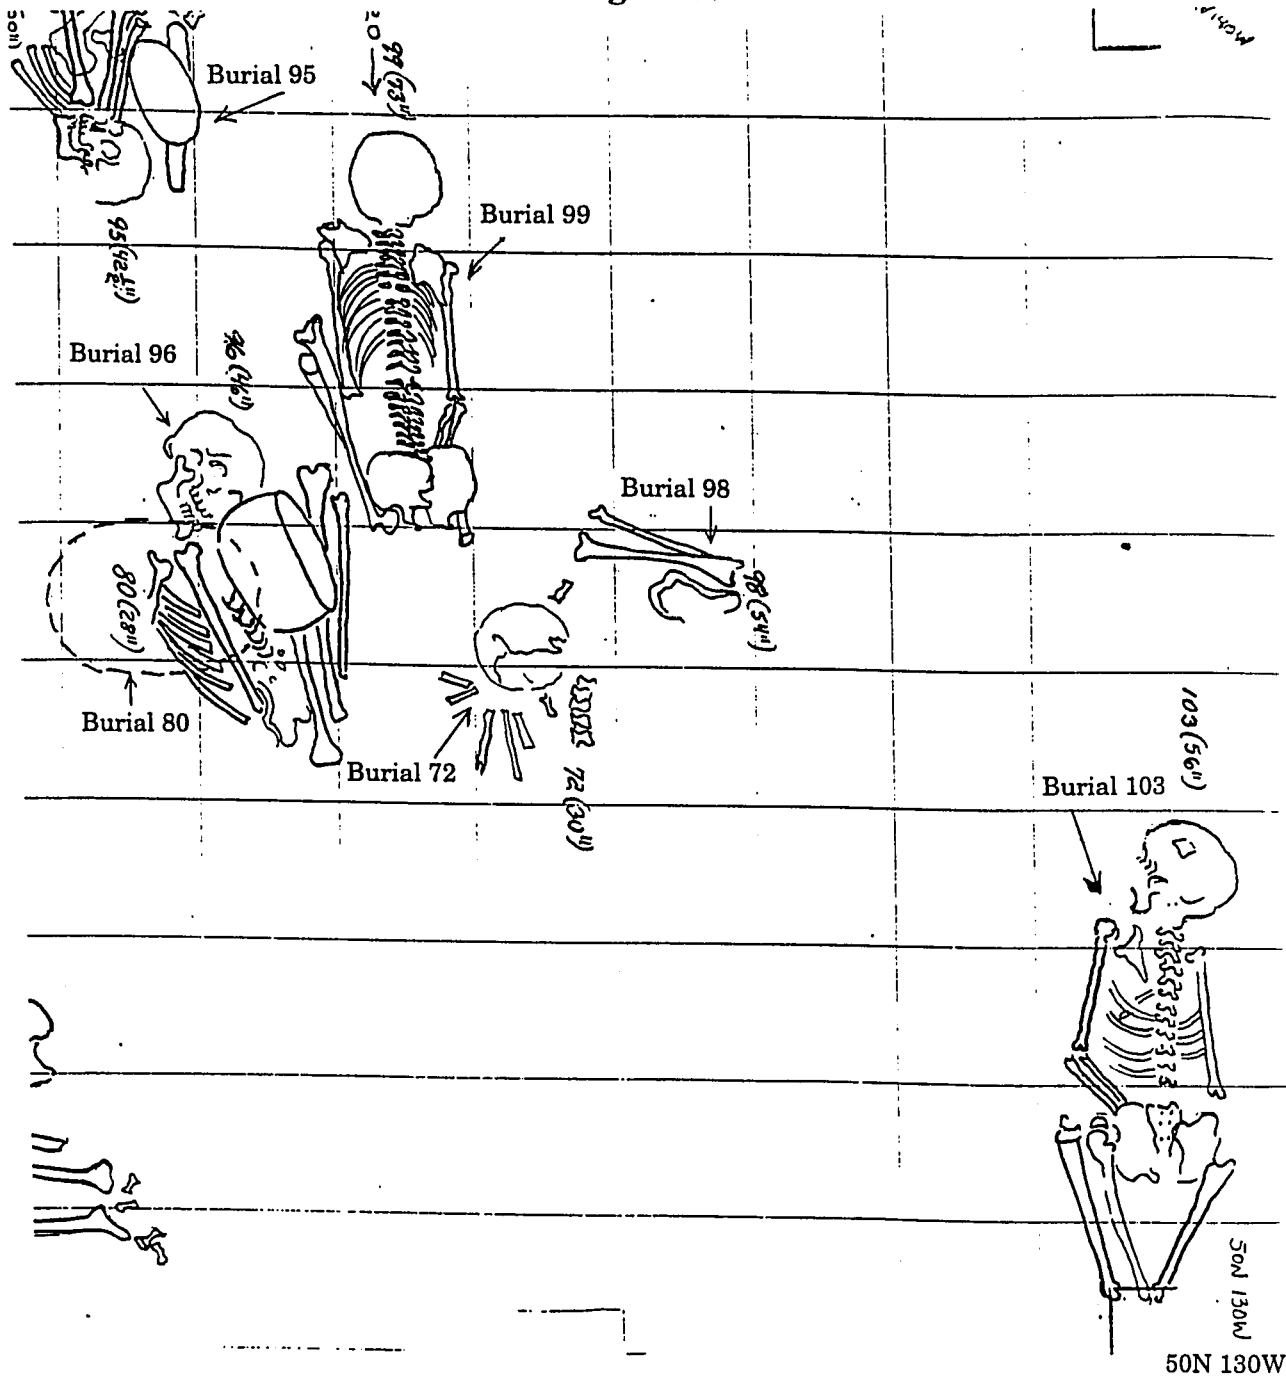 Burial 95
99 (73")
Burial 99
95 (42½")
Burial 96
96 (46")
Burial 98
98 (54")
80 (28")
Burial 80
Burial 72
72 (30")
103 (56")
Burial 103
50N 130W
50N 130W